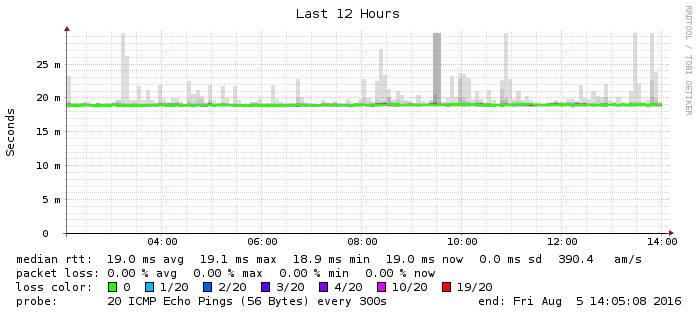 Last 12 Hours
RRDTOOL / TOBI OETIKER
Seconds
25 m
20 m
15 m
10 m
5 m
0
04:00 06:00 08:00 10:00 12:00 14:00
median rtt: 19.0 ms avg 19.1 ms max 18.9 ms min 19.0 ms now 0.0 ms sd 390.4 am/s
packet loss: 0.00 % avg 0.00 % max 0.00 % min 0.00 % now
loss color: 0 1/20 2/20 3/20 4/20 10/20 19/20
probe: 20 ICMP Echo Pings (56 Bytes) every 300s end: Fri Aug 5 14:05:08 2016